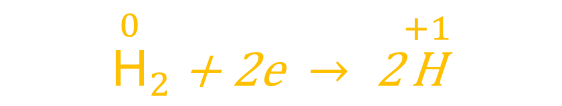 0 +1
H₂ + 2e → 2H